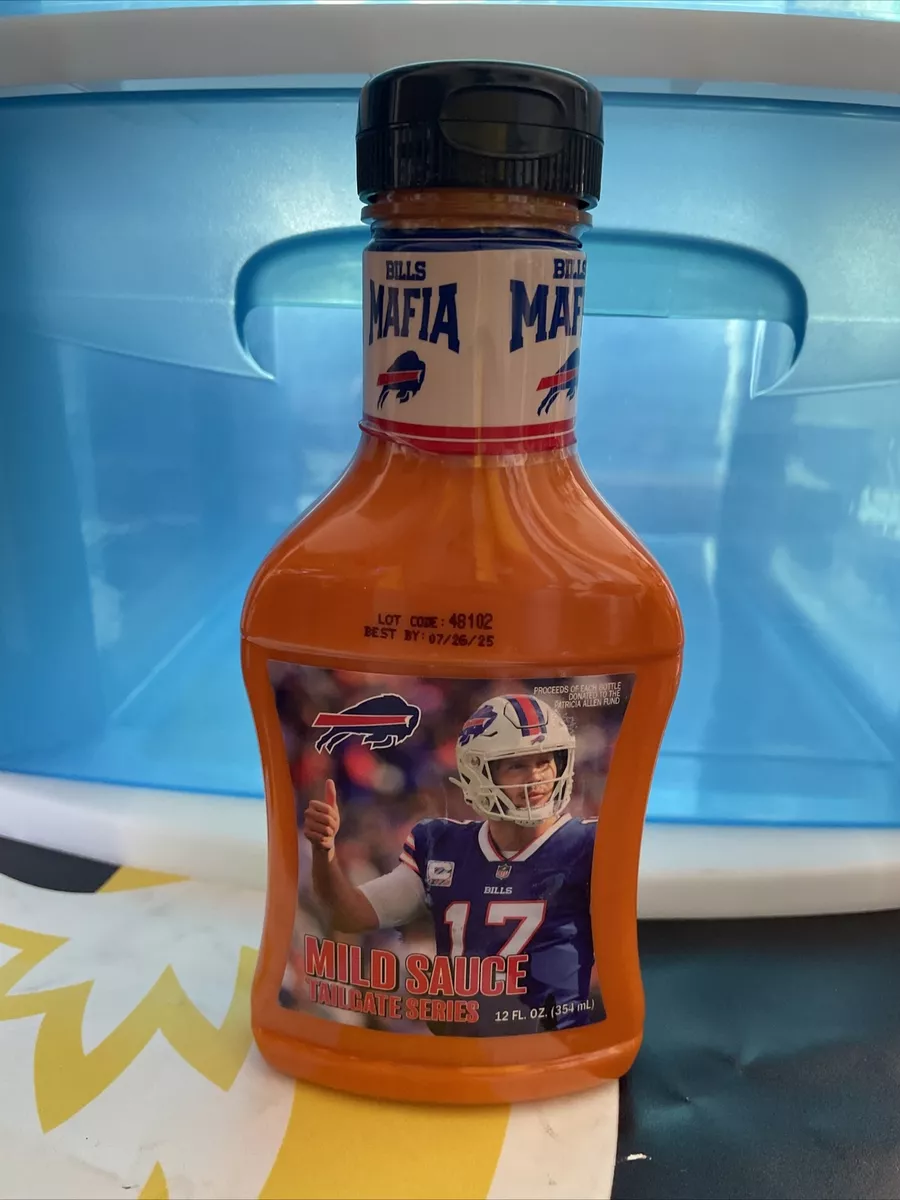 BILLS
MAFIA
BILLS
MAF
LOT CODE: 48102
BEST BY: 07/26/25
PROCEEDS OF EACH BOTTLE
DONATED TO THE
PATRICIA ALLEN FUND
BILLS
17
MILD SAUCE
TAILGATE SERIES
12 FL. OZ. (354 mL)